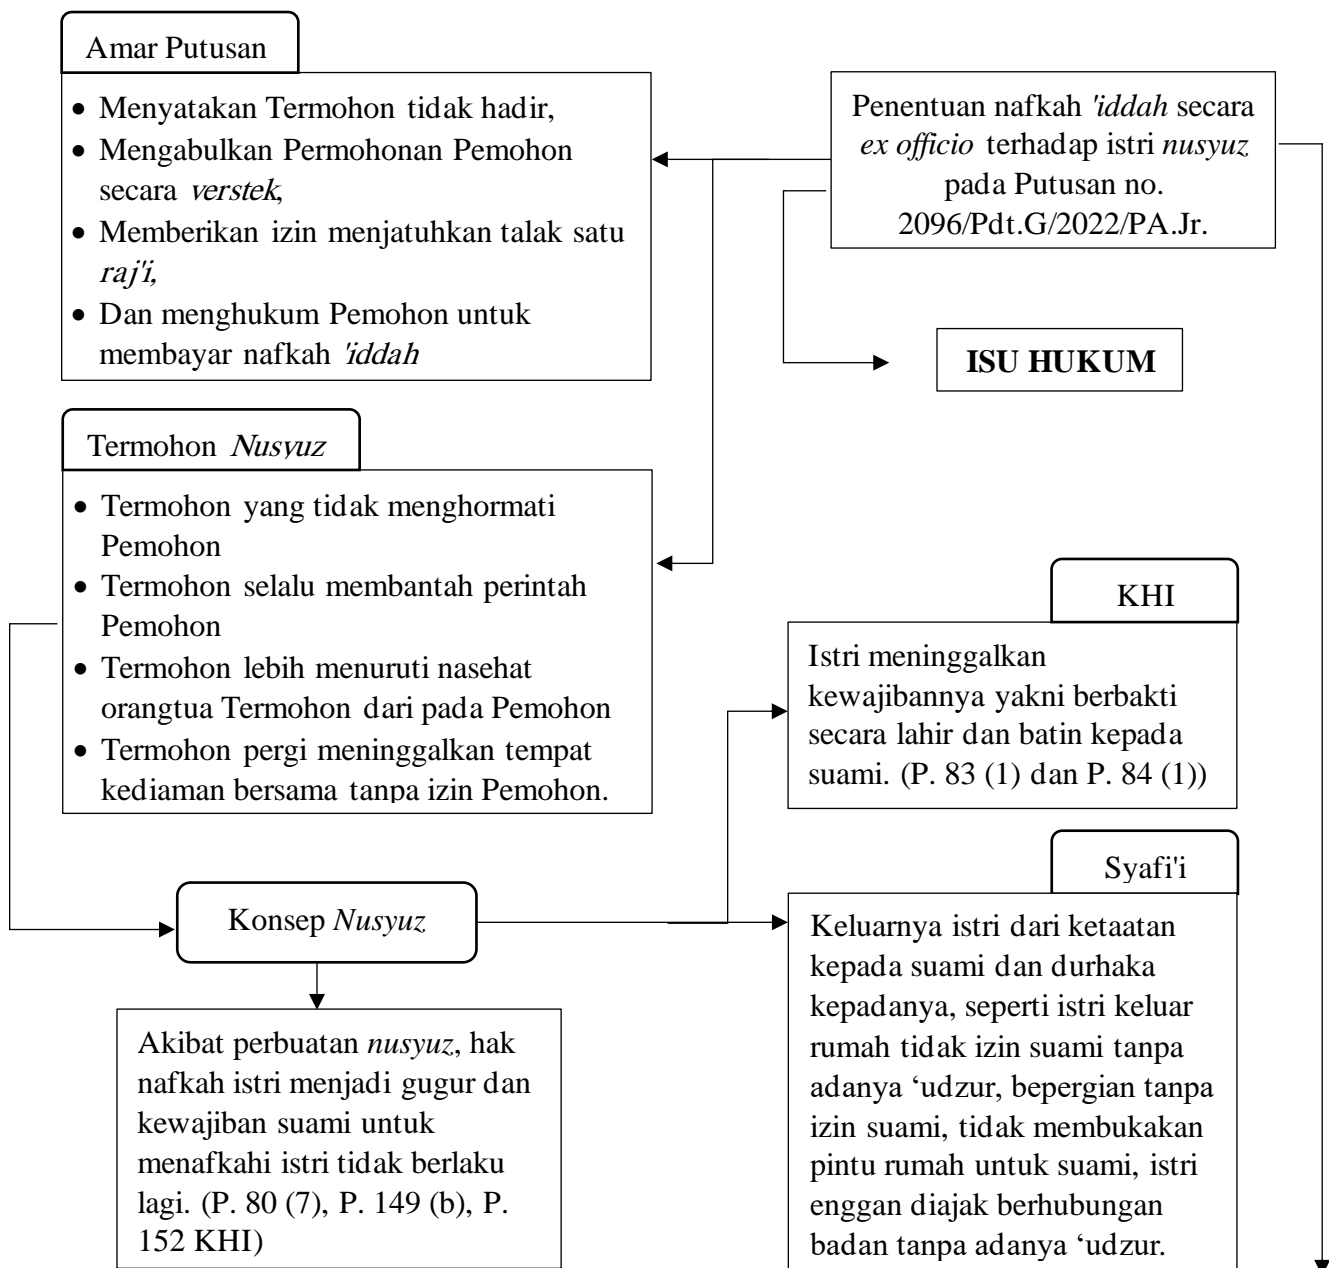 Amar Putusan
• Menyatakan Termohon tidak hadir,
• Mengabulkan Permohonan Pemohon
secara verstek,
• Memberikan izin menjatuhkan talak satu
raj'i,
• Dan menghukum Pemohon untuk
membayar nafkah 'iddah
Penentuan nafkah 'iddah secara
ex officio terhadap istri nusyuz
pada Putusan no.
2096/Pdt.G/2022/PA.Jr.
ISU HUKUM
Termohon Nusyuz
• Termohon yang tidak menghormati
Pemohon
• Termohon selalu membantah perintah
Pemohon
• Termohon lebih menuruti nasehat
orangtua Termohon dari pada Pemohon
• Termohon pergi meninggalkan tempat
kediaman bersama tanpa izin Pemohon.
KHI
Istri meninggalkan
kewajibannya yakni berbakti
secara lahir dan batin kepada
suami. (P. 83 (1) dan P. 84 (1))
Konsep Nusyuz
Syafi'i
Keluarnya istri dari ketaatan
kepada suami dan durhaka
kepadanya, seperti istri keluar
rumah tidak izin suami tanpa
adanya ‘udzur, bepergian tanpa
izin suami, tidak membukakan
pintu rumah untuk suami, istri
enggan diajak berhubungan
badan tanpa adanya ‘udzur.
Akibat perbuatan nusyuz, hak
nafkah istri menjadi gugur dan
kewajiban suami untuk
menafkahi istri tidak berlaku
lagi. (P. 80 (7), P. 149 (b), P.
152 KHI)